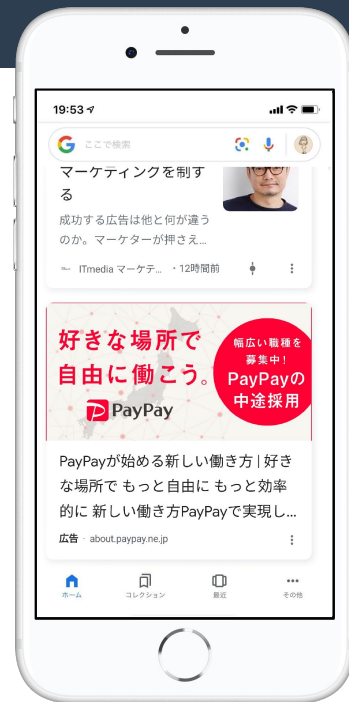 19:53
ここで検索
マーケティングを制す
る
成功する広告は他と何が違う
のか。マーケターが押さえ…
ITmedia マーケテ… ・12時間前
好きな場所で
自由に働こう。
PayPay
幅広い職種を
募集中!
PayPayの
中途採用
PayPayが始める新しい働き方 | 好き
な場所で もっと自由に もっと効率
的に 新しい働き方PayPayで実現し...
広告 · about.paypay.ne.jp
ホーム
コレクション
最近
その他